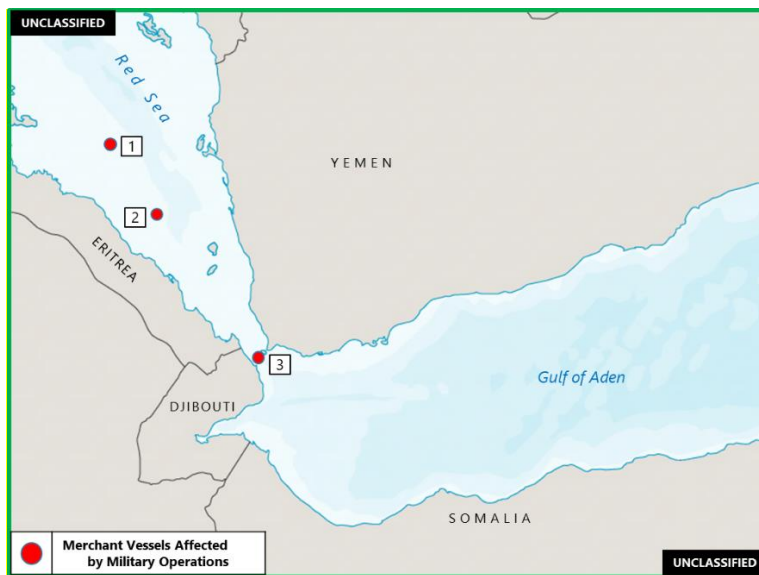 UNCLASSIFIED
Red Sea
1
YEMEN
2
ERITREA
3
Gulf of Aden
DJIBOUTI
SOMALIA
Merchant Vessels Affected
by Military Operations
UNCLASSIFIED